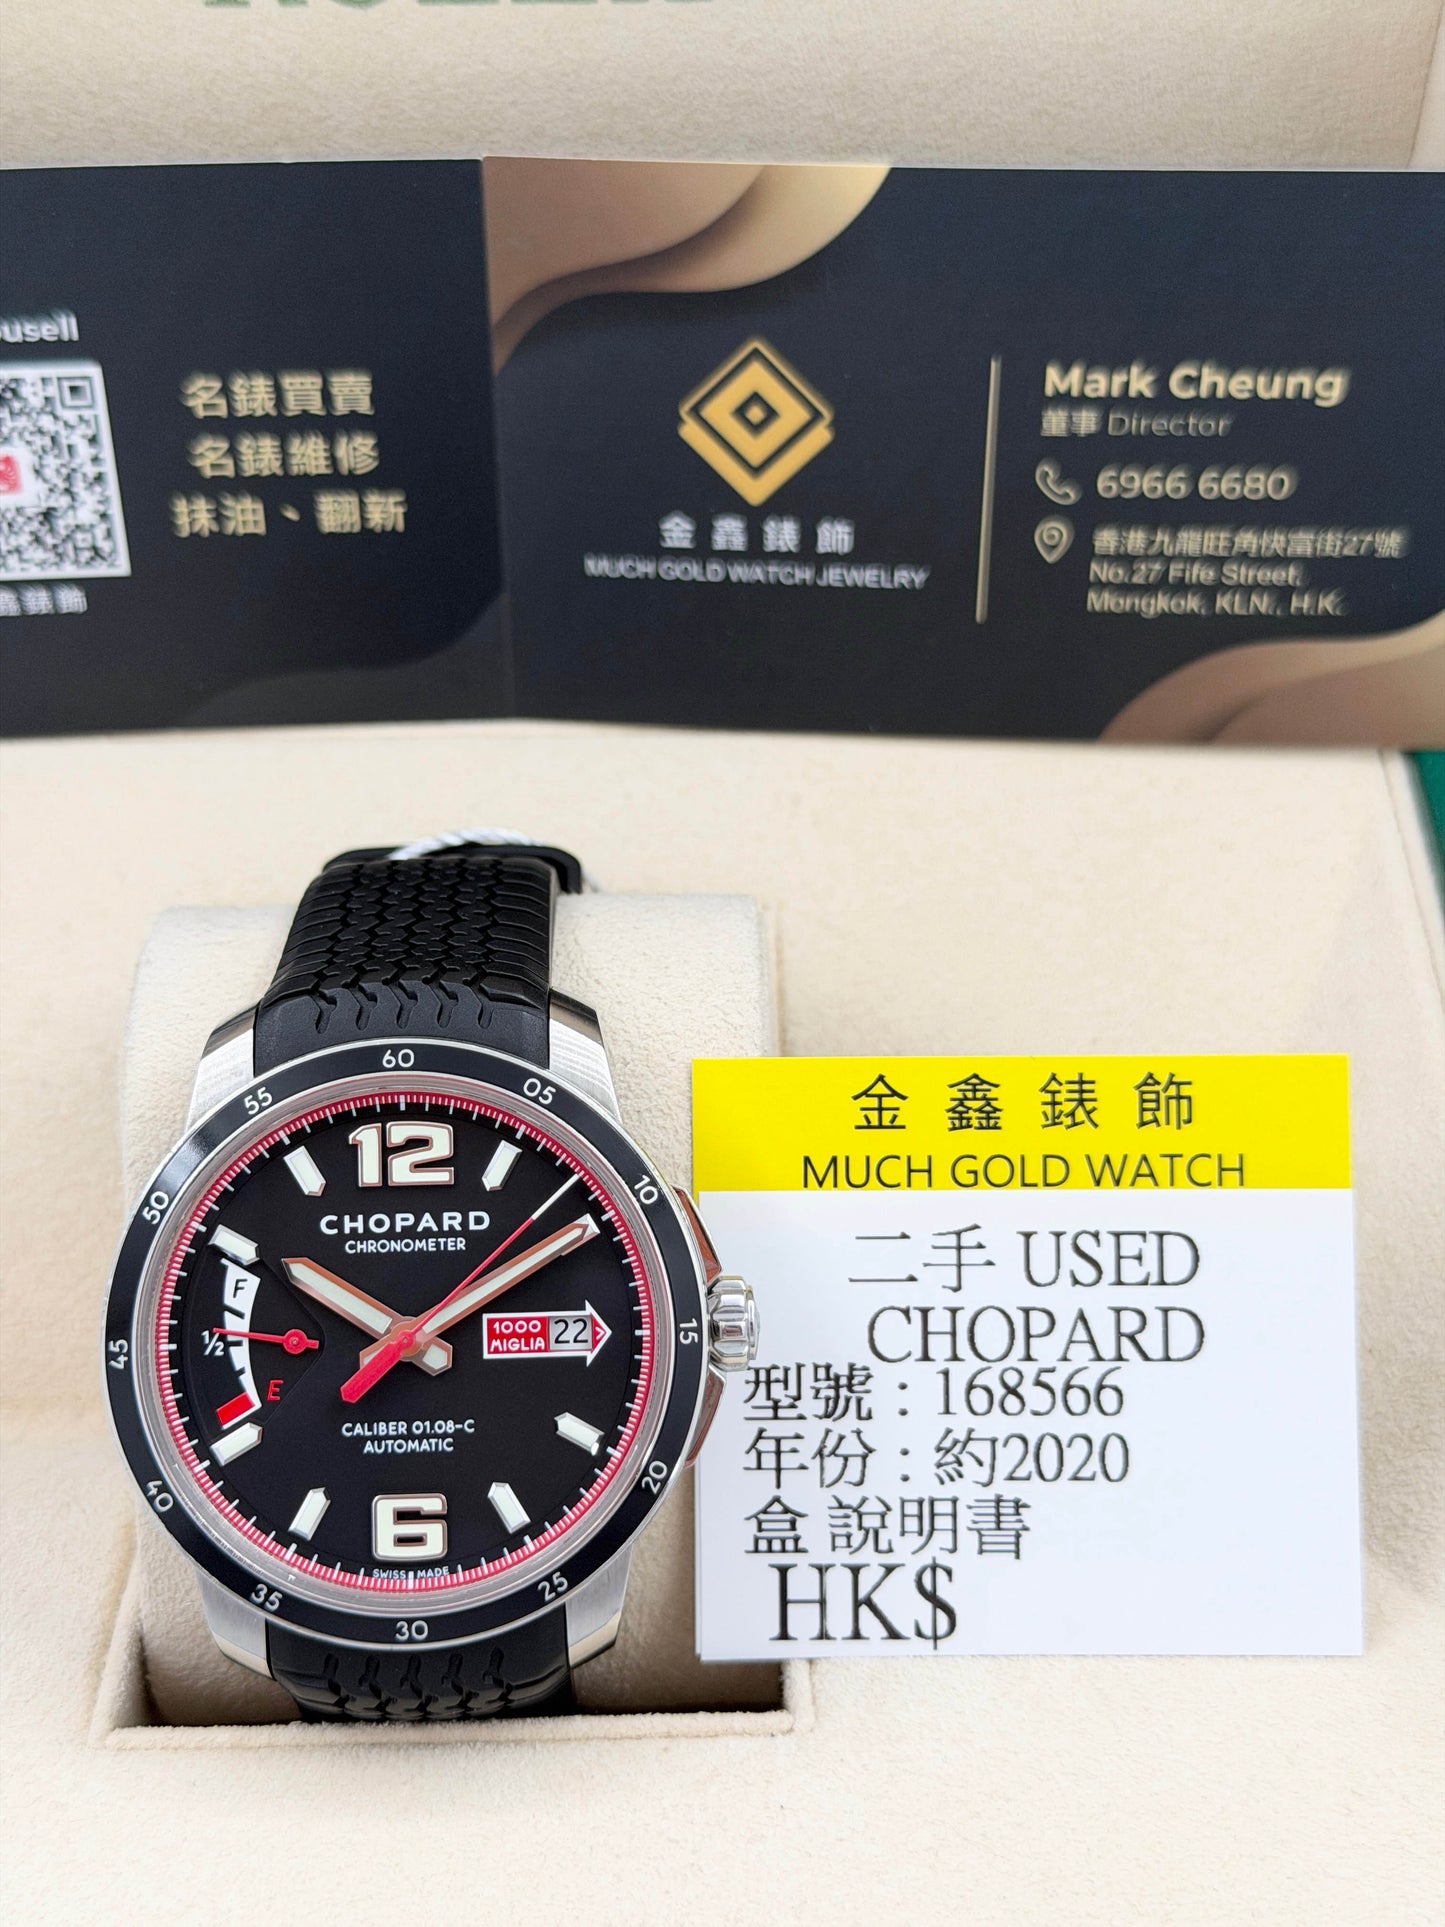 名錶買賣
名錶維修
抹油、翻新
金鑫錶飾
MUCH GOLD WATCH JEWELRY
Mark Cheung
董事 Director
6966 6680
香港九龍旺角快富街27號
No.27 Fife Street,
Mongkok, KLN., H.K.
60
05
10
15
20
25
30
35
40
45
50
55
12
CHOPARD
CHRONOMETER
F
½
E
1000
MIGLIA
22
CALIBER 01.08-C
AUTOMATIC
6
SWISS MADE
金鑫錶飾
MUCH GOLD WATCH
二手 USED
CHOPARD
型號：168566
年份：約2020
盒 說明書
HK$